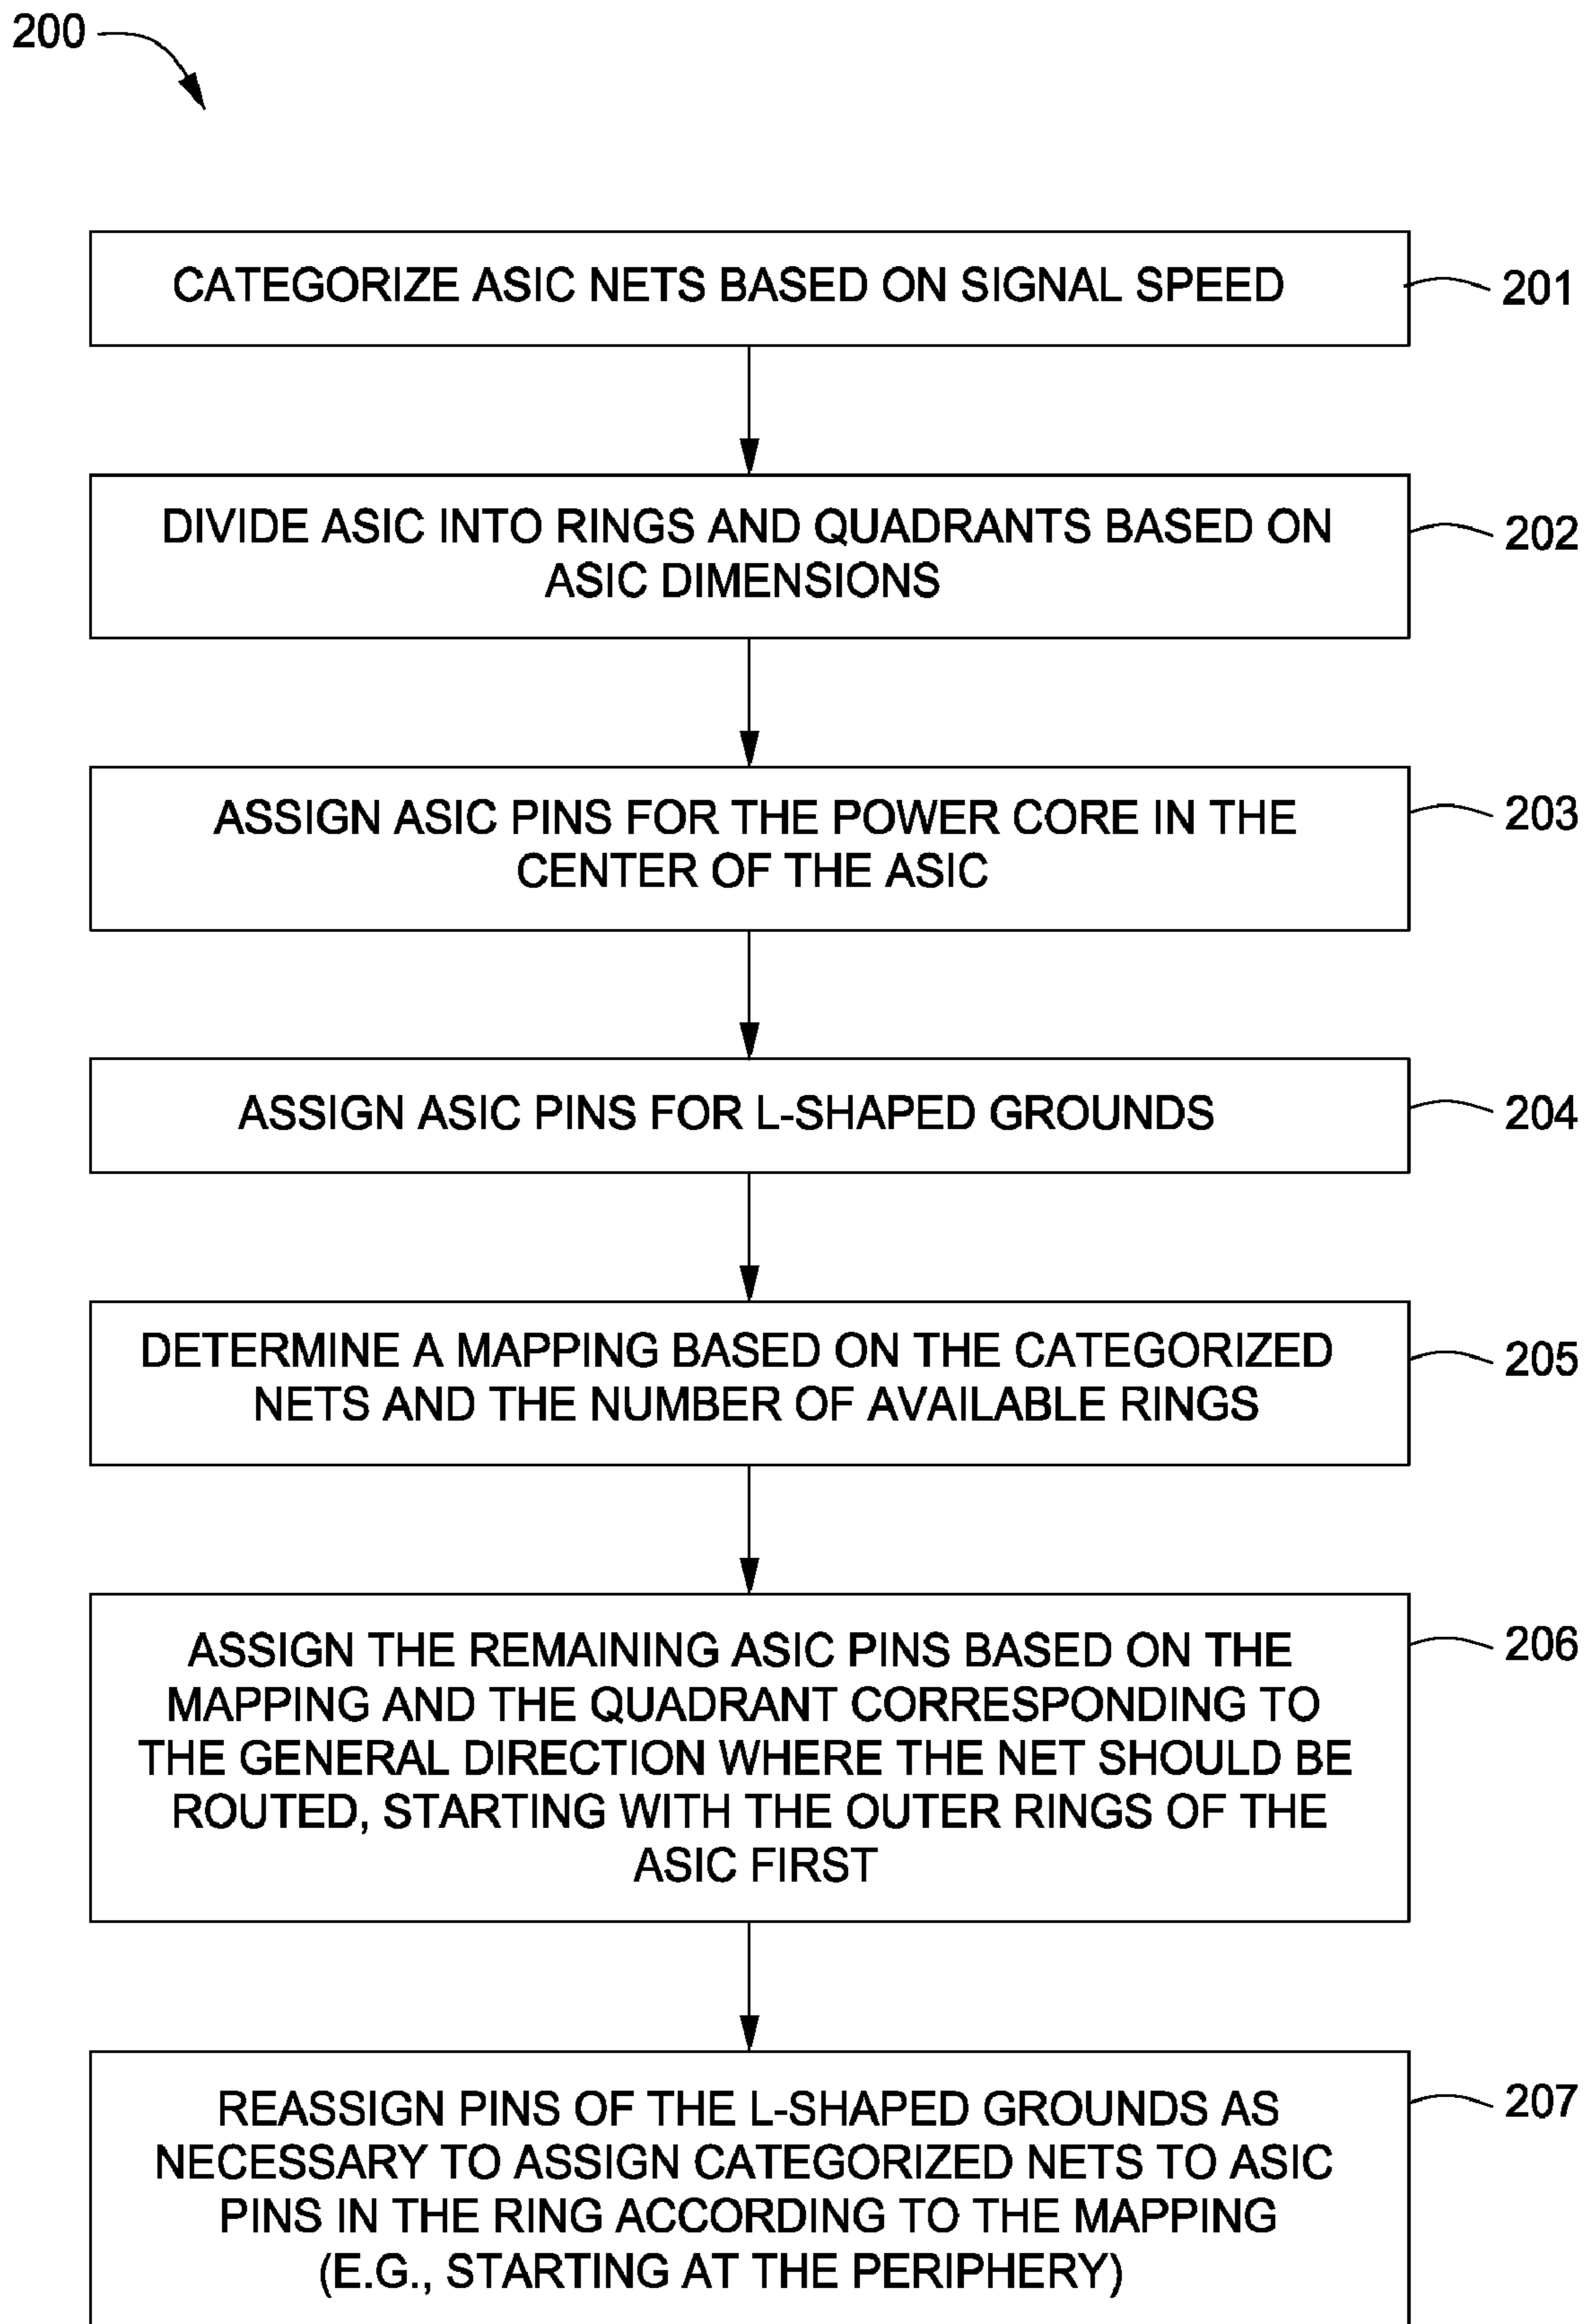 200
CATEGORIZE ASIC NETS BASED ON SIGNAL SPEED
201
DIVIDE ASIC INTO RINGS AND QUADRANTS BASED ON
ASIC DIMENSIONS
202
ASSIGN ASIC PINS FOR THE POWER CORE IN THE
CENTER OF THE ASIC
203
ASSIGN ASIC PINS FOR L-SHAPED GROUNDS
204
DETERMINE A MAPPING BASED ON THE CATEGORIZED
NETS AND THE NUMBER OF AVAILABLE RINGS
205
ASSIGN THE REMAINING ASIC PINS BASED ON THE
MAPPING AND THE QUADRANT CORRESPONDING TO
THE GENERAL DIRECTION WHERE THE NET SHOULD BE
ROUTED, STARTING WITH THE OUTER RINGS OF THE
ASIC FIRST
206
REASSIGN PINS OF THE L-SHAPED GROUNDS AS
NECESSARY TO ASSIGN CATEGORIZED NETS TO ASIC
PINS IN THE RING ACCORDING TO THE MAPPING
(E.G., STARTING AT THE PERIPHERY)
207